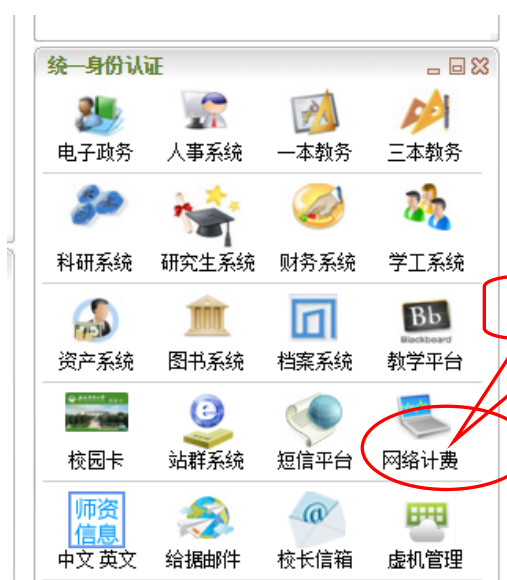 统一身份认证
电子政务 人事系统 一本教务 三本教务
科研系统 研究生系统 财务系统 学工系统
Bb
Blackboard
资产系统 图书系统 档案系统 教学平台
校园卡 站群系统 短信平台 网络计费
师资
信息
中文 英文 给据邮件 校长信箱 虚机管理